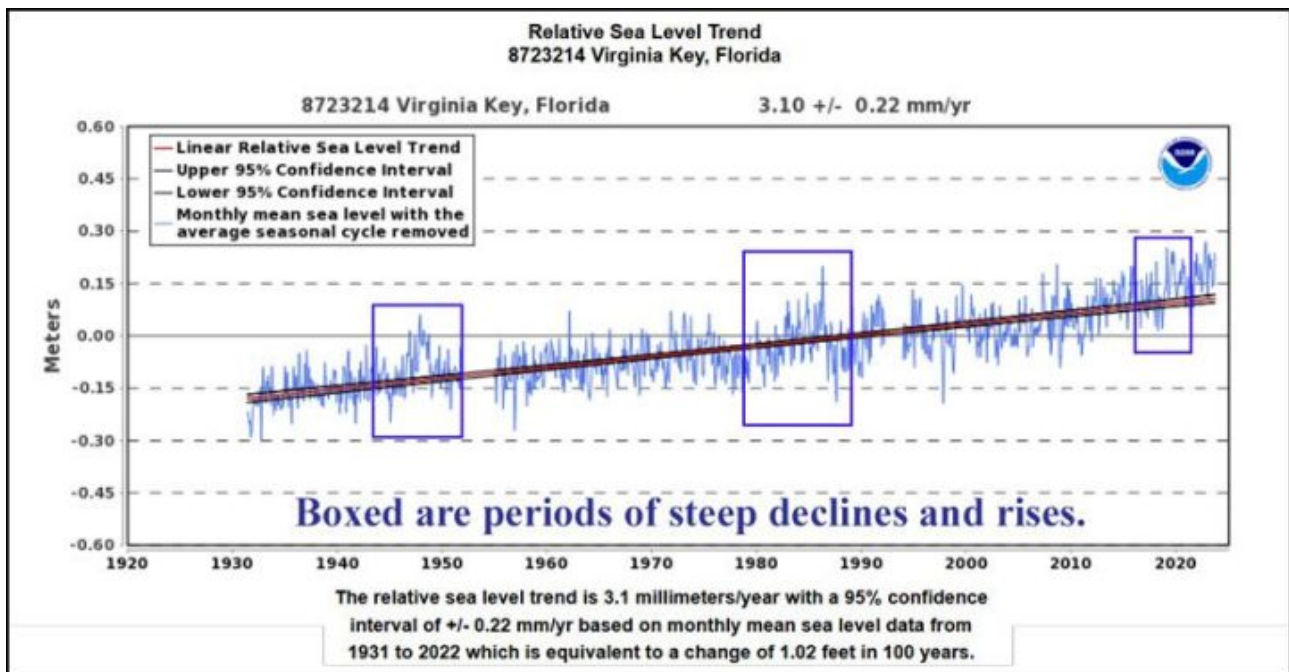 Relative Sea Level Trend
8723214 Virginia Key, Florida
8723214 Virginia Key, Florida 3.10 +/- 0.22 mm/yr
Linear Relative Sea Level Trend
Upper 95% Confidence Interval
Lower 95% Confidence Interval
Monthly mean sea level with the
average seasonal cycle removed
NOAA
Meters
0.60
0.45
0.30
0.15
0.00
-0.15
-0.30
-0.45
-0.60
Boxed are periods of steep declines and rises.
1920 1930 1940 1950 1960 1970 1980 1990 2000 2010 2020
The relative sea level trend is 3.1 millimeters/year with a 95% confidence
interval of +/- 0.22 mm/yr based on monthly mean sea level data from
1931 to 2022 which is equivalent to a change of 1.02 feet in 100 years.